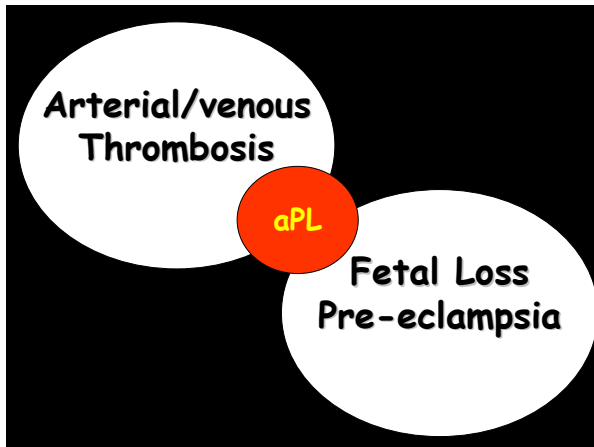 Arterial/venous
Thrombosis
aPL
Fetal Loss
Pre-eclampsia